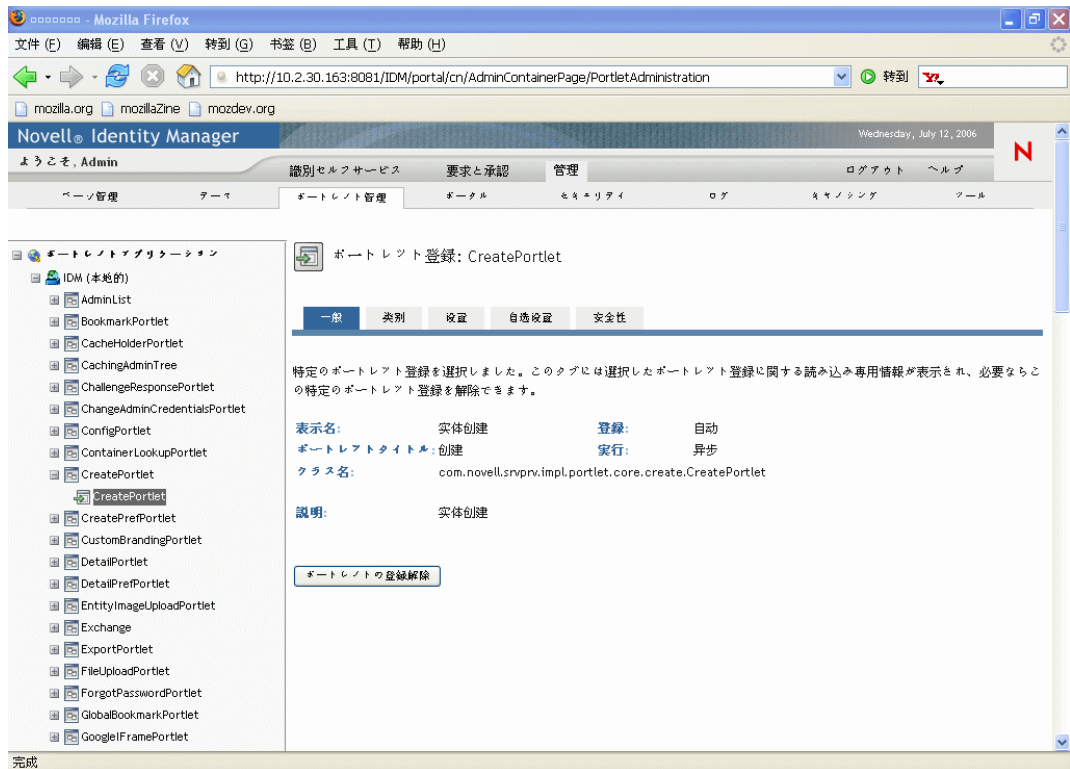 - Mozilla Firefox
文件 (F) 编辑 (E) 查看 (V) 转到 (G) 书签 (B) 工具 (T) 帮助 (H)
http://10.2.30.163:8081/IDM/portal/cn/AdminContainerPage/PortletAdministration 转到
mozilla.org mozillaZine mozdev.org
Novell® Identity Manager Wednesday, July 12, 2006
N
ようこそ, Admin
識別セルフサービス 要求と承認 管理 ログアウト ヘルプ
ページ管理 テーマ ポートレット管理 ポータル セキュリティ ログ キャッシング ツール
ポートレットアプリケーション
IDM (本地的)
AdminList
BookmarkPortlet
CacheHolderPortlet
CachingAdminTree
ChallengeResponsePortlet
ChangeAdminCredentialsPortlet
ConfigPortlet
ContainerLookupPortlet
CreatePortlet
CreatePortlet
CreatePrefPortlet
CustomBrandingPortlet
DetailPortlet
DetailPrefPortlet
EntityImageUploadPortlet
Exchange
ExportPortlet
FileUploadPortlet
ForgotPasswordPortlet
GlobalBookmarkPortlet
GoogleIFramePortlet
ポートレット登録: CreatePortlet
一般 类别 设置 自选设置 安全性
特定のポートレット登録を選択しました。このタブには選択したポートレット登録に関する読み込み専用情報が表示され、必要ならこ
の特定のポートレット登録を解除できます。
表示名: 实体创建 登録: 自动
ポートレットタイトル: 创建 実行: 异步
クラス名: com.novell.srvprv.impl.portlet.core.create.CreatePortlet
説明: 实体创建
ポートレットの登録解除
完成